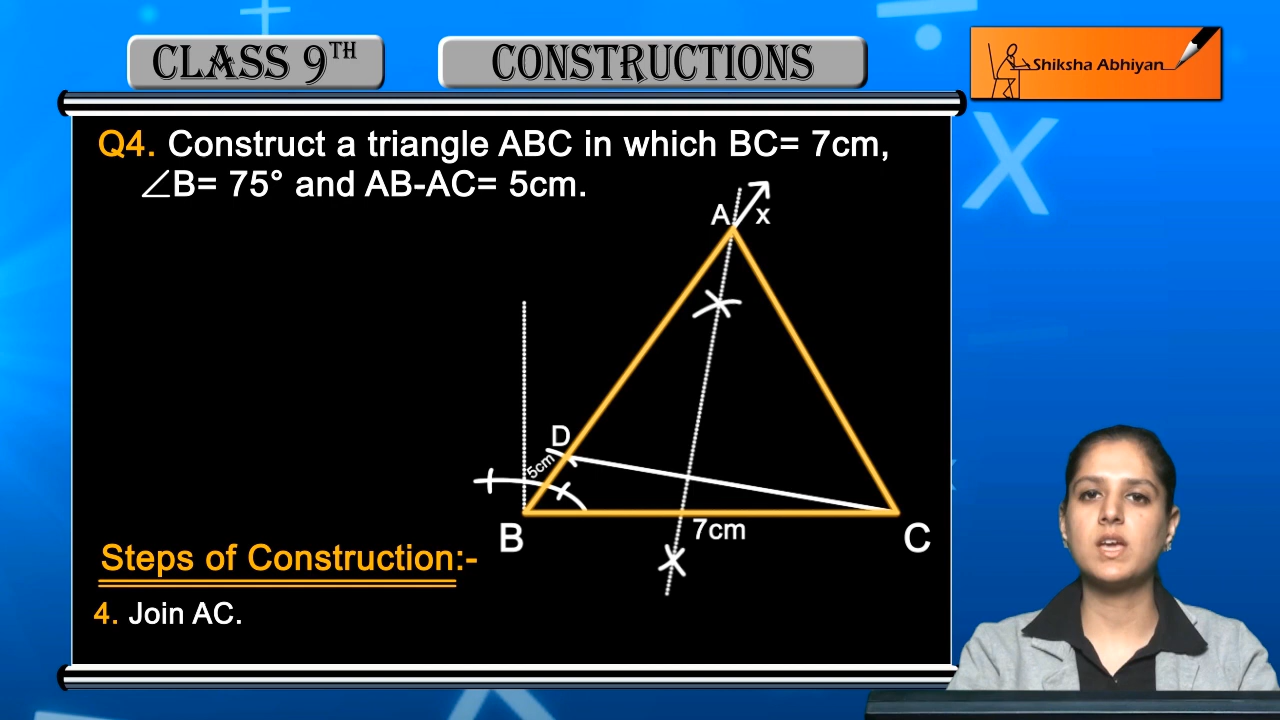 CLASS 9TH
CONSTRUCTIONS
Shiksha Abhiyan
Q4. Construct a triangle ABC in which BC= 7cm,
∠B= 75° and AB-AC= 5cm.
A
x
D
5cm
B
7cm
C
Steps of Construction:-
4. Join AC.